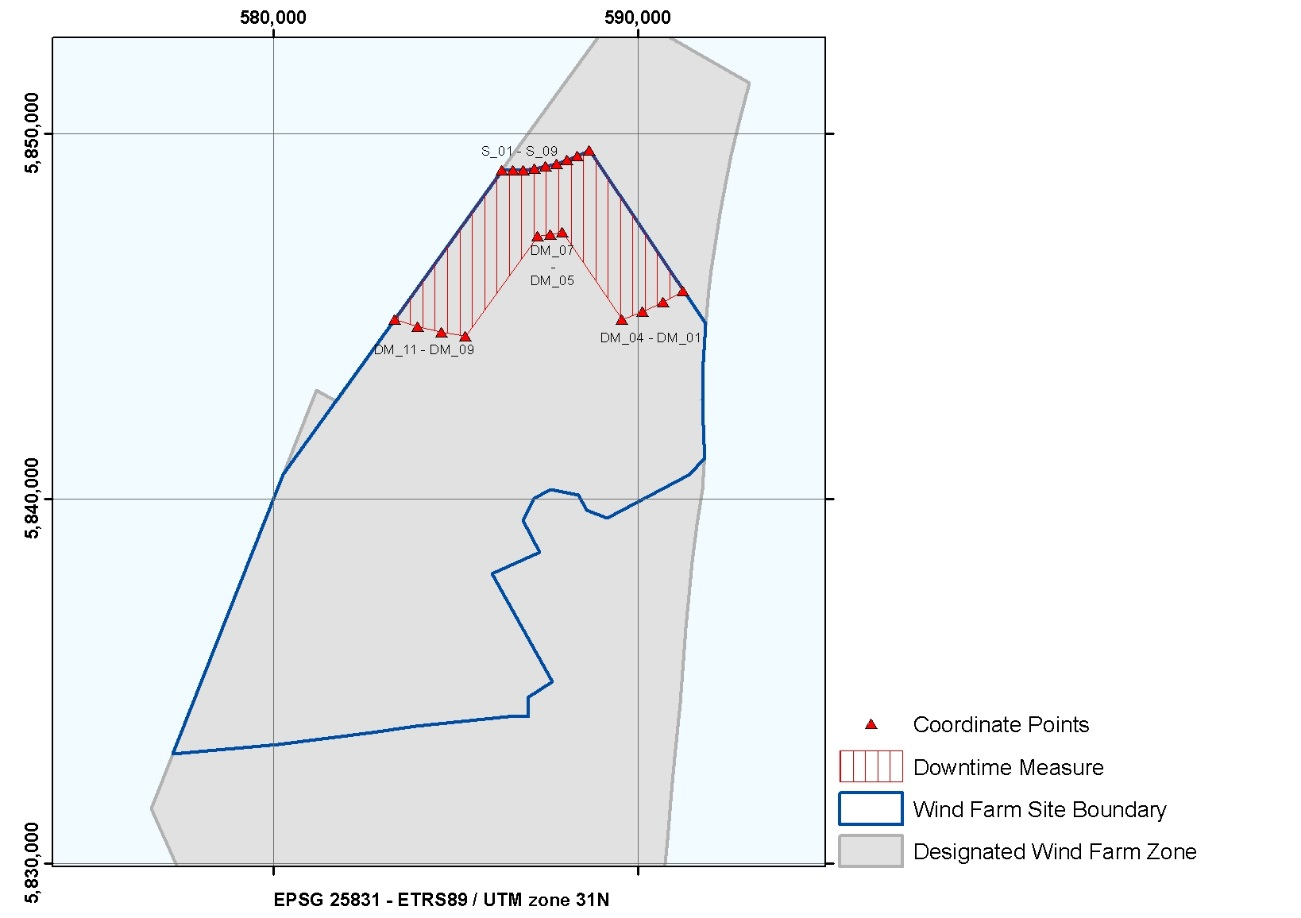 580,000
590,000
5,850,000
S_01 - S_09
DM_07
-
DM_05
DM_04 - DM_01
DM_11 - DM_09
5,840,000
Coordinate Points
Downtime Measure
Wind Farm Site Boundary
Designated Wind Farm Zone
5,830,000
EPSG 25831 - ETRS89 / UTM zone 31N